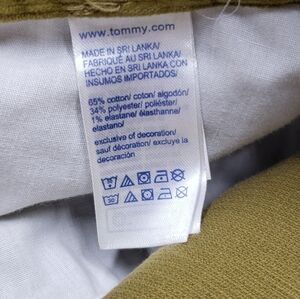 www.tommy.com
MADE IN SRI LANKA/
FABRIQUÉ AU SRI LANKA/
HECHO EN SRI LANKA CON
INSUMOS IMPORTADOS/
65% cotton/ coton/ algodón/
34% polyester/ poliéster/
1% elastane/ élasthanne/
elastano/
exclusive of decoration/
sauf décoration/ excluye la
decoración